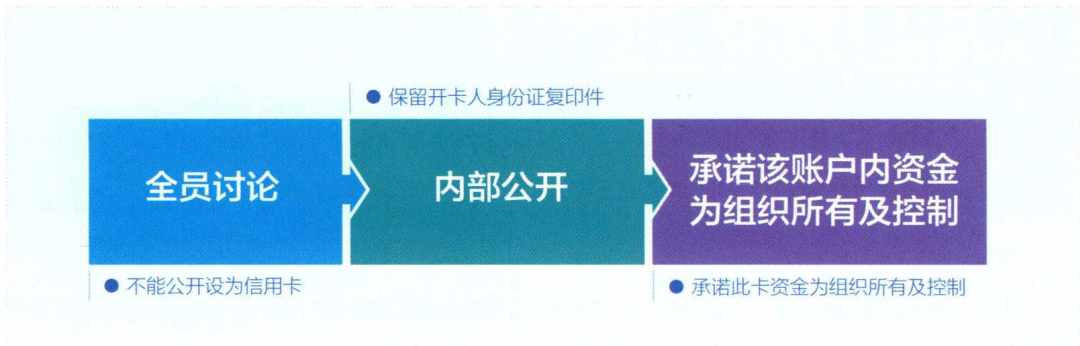 ● 保留开卡人身份证复印件
全员讨论
内部公开
承诺该账户内资金
为组织所有及控制
● 不能公开设为信用卡
● 承诺此卡资金为组织所有及控制